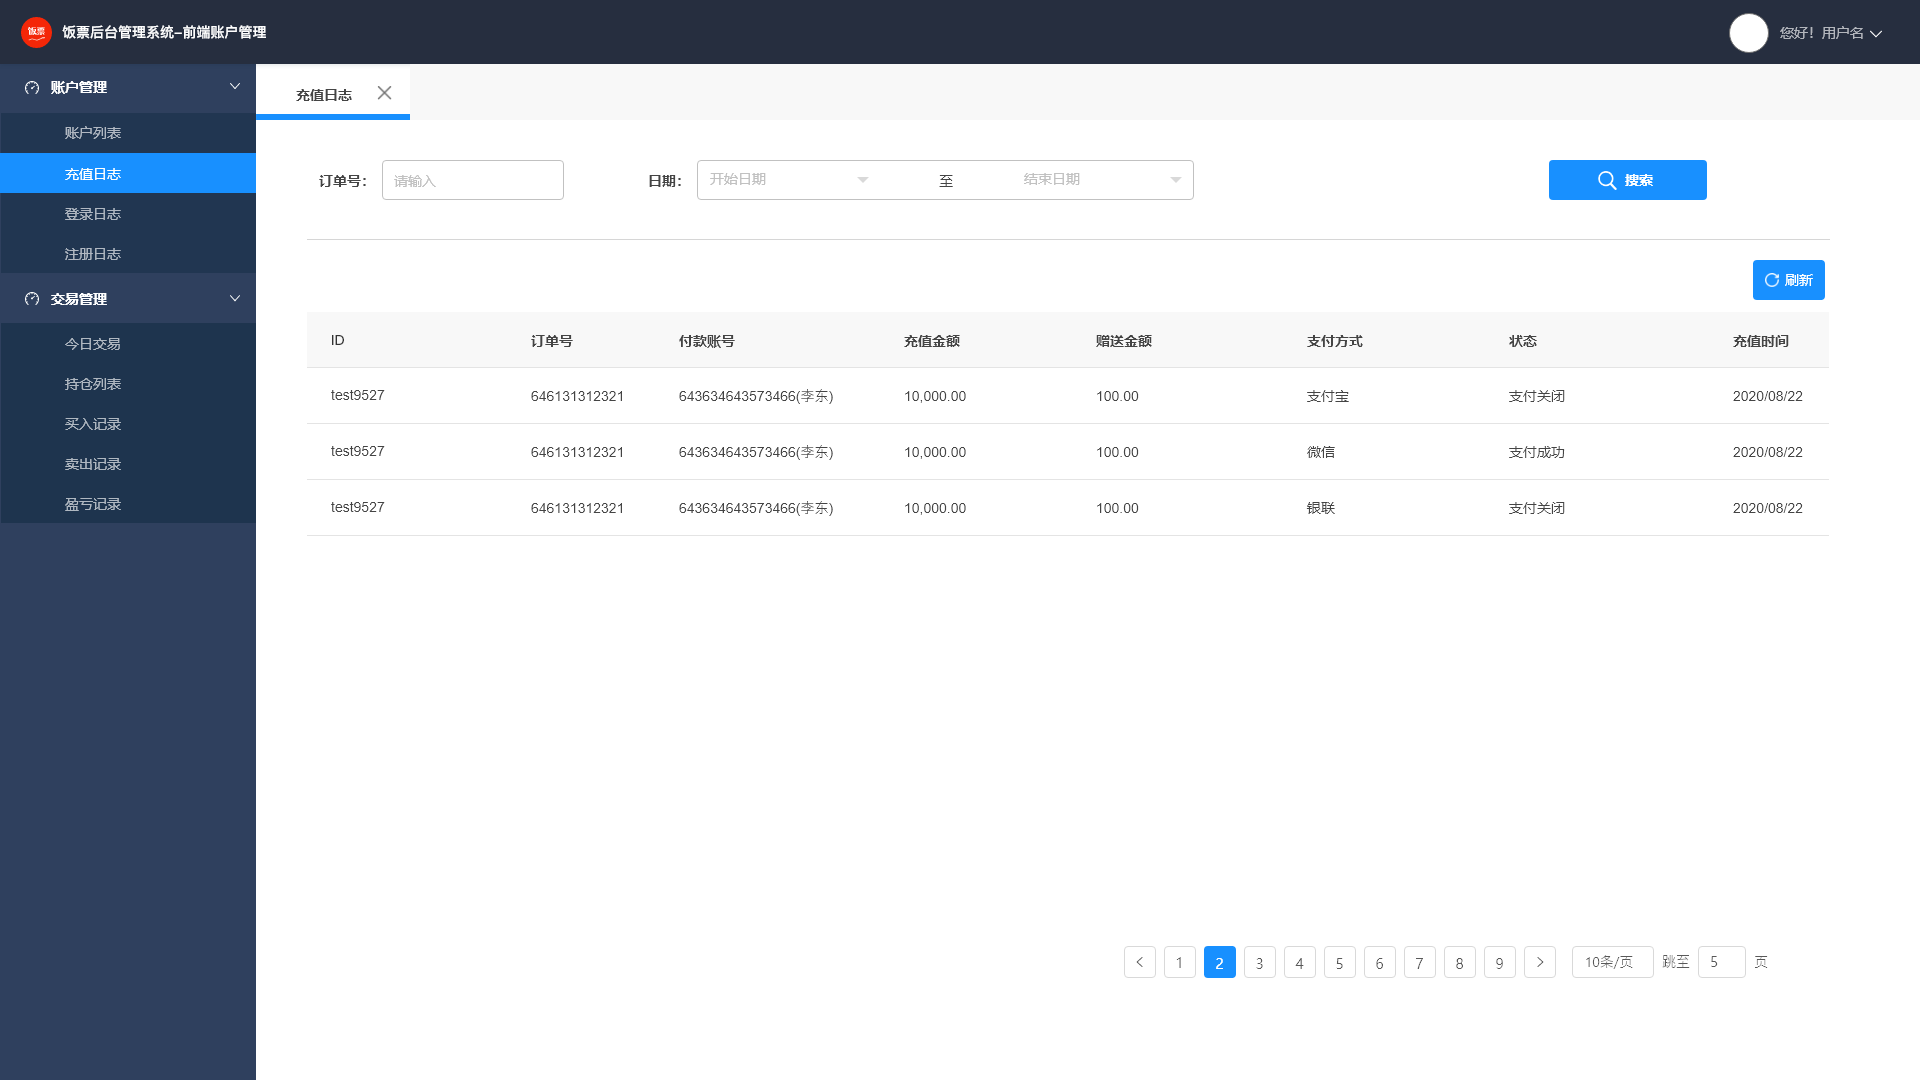 饭票
饭票后台管理系统-前端账户管理
您好！用户名
账户管理
账户列表
充值日志
登录日志
注册日志
交易管理
今日交易
持仓列表
买入记录
卖出记录
盈亏记录
充值日志
订单号： 请输入 日期： 开始日期 至 结束日期 搜索
刷新
ID 订单号 付款账号 充值金额 赠送金额 支付方式 状态 充值时间
test9527 646131312321 643634643573466(李东) 10,000.00 100.00 支付宝 支付关闭 2020/08/22
test9527 646131312321 643634643573466(李东) 10,000.00 100.00 微信 支付成功 2020/08/22
test9527 646131312321 643634643573466(李东) 10,000.00 100.00 银联 支付关闭 2020/08/22
1 2 3 4 5 6 7 8 9 10条/页 跳至 5 页